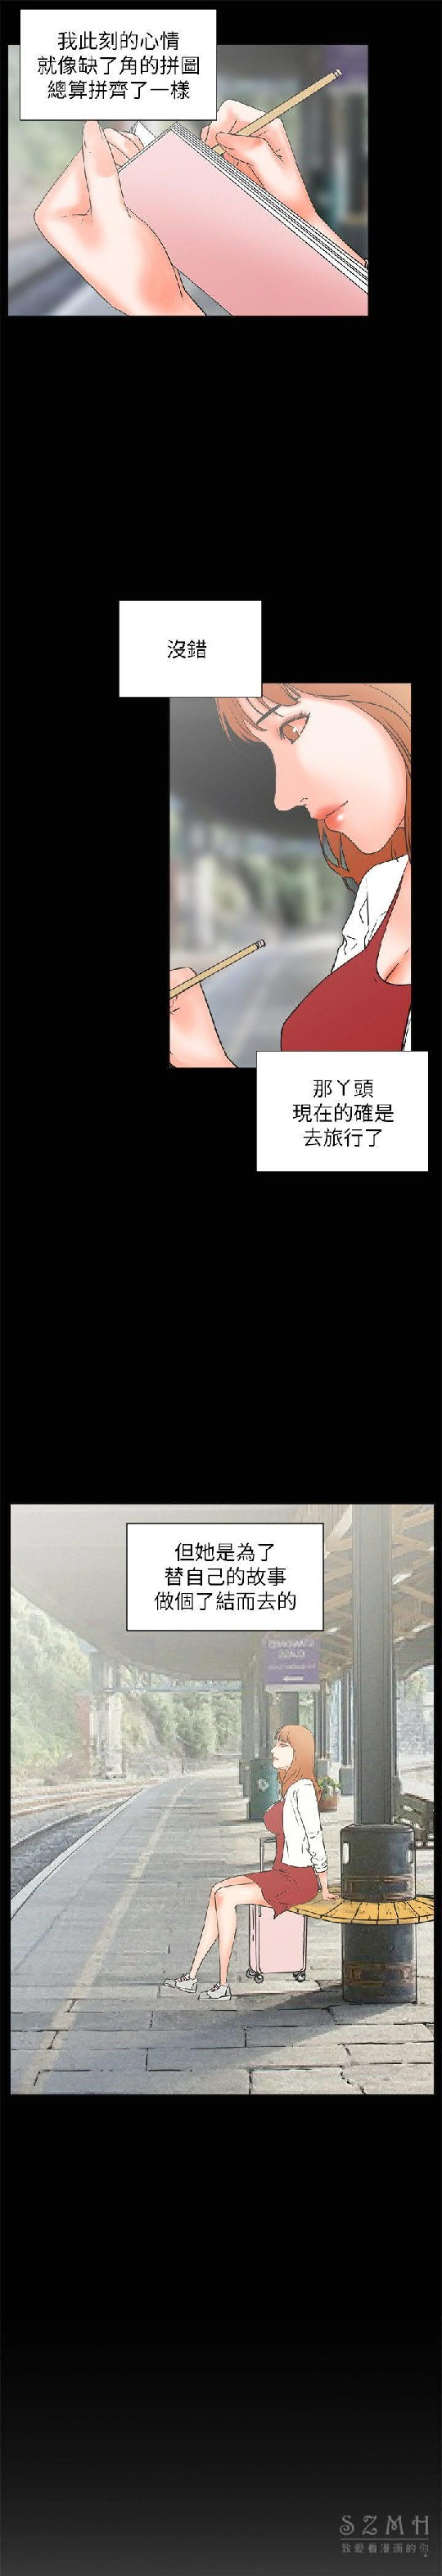 我此刻的心情
就像缺了角的拼圖
總算拼齊了一樣
沒錯
那丫頭
現在的確是
去旅行了
但她是為了
替自己的故事
做個了結而去的
SZMH
致愛看漫画的你